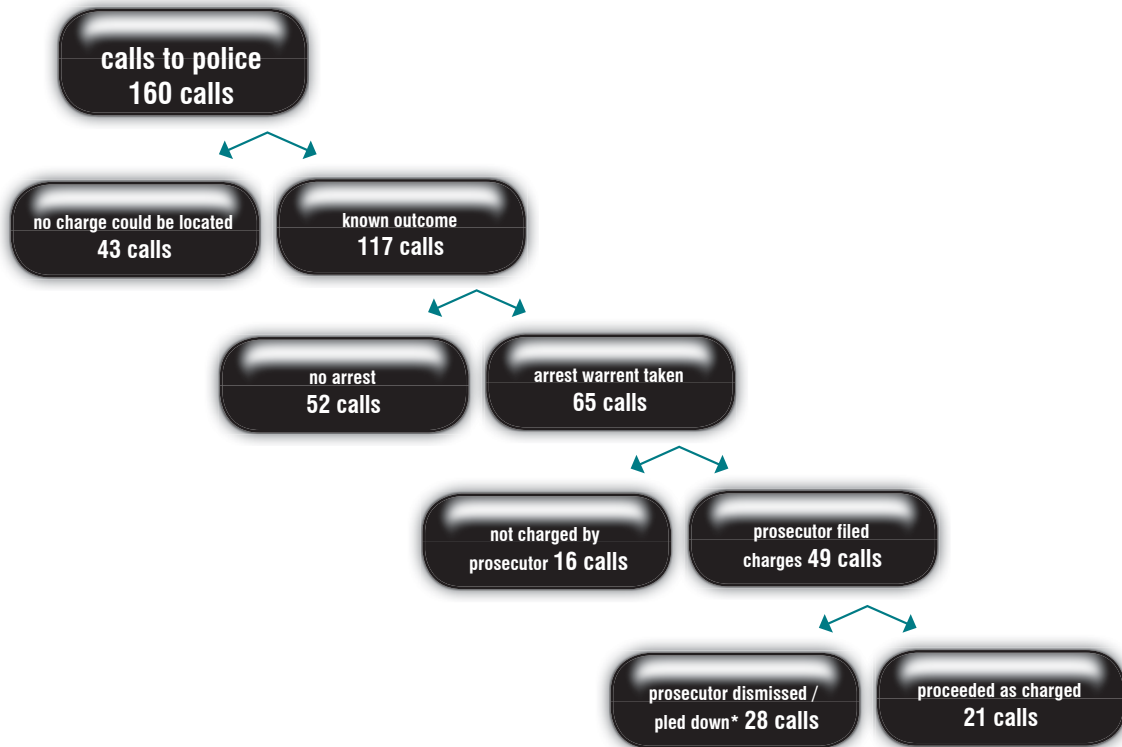 calls to police
160 calls
no charge could be located
43 calls
known outcome
117 calls
no arrest
52 calls
arrest warrent taken
65 calls
not charged by
prosecutor 16 calls
prosecutor filed
charges 49 calls
prosecutor dismissed /
pled down* 28 calls
proceeded as charged
21 calls